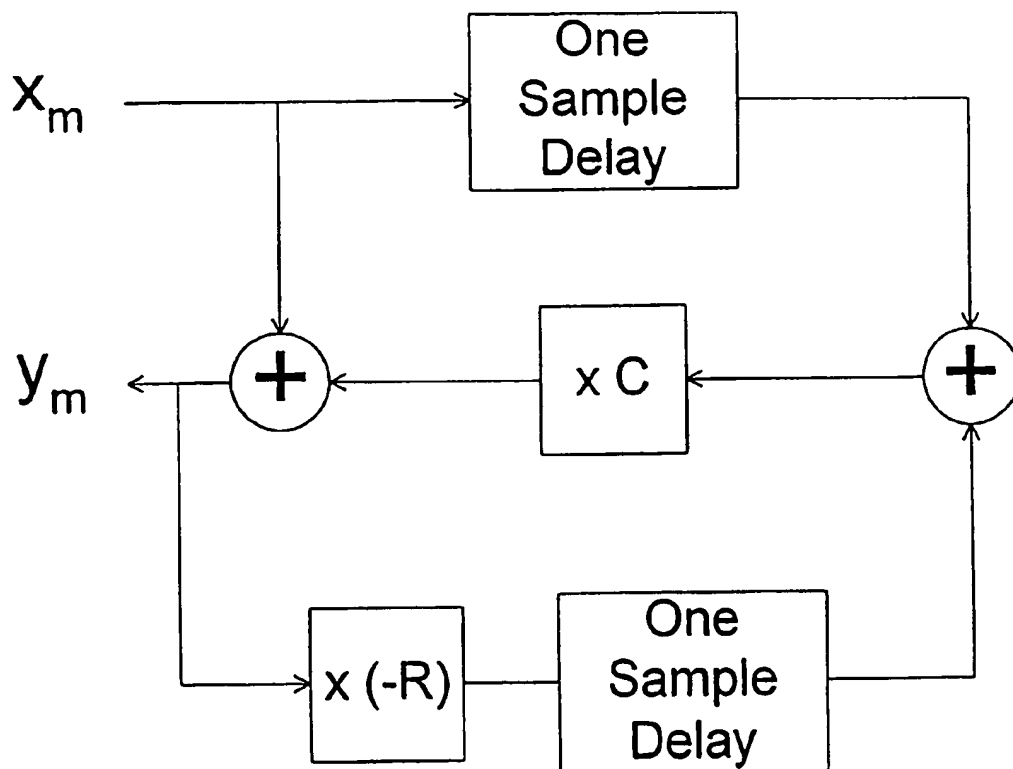 One
Sample
Delay
x_m
+
x C
+
y_m
x (-R)
One
Sample
Delay